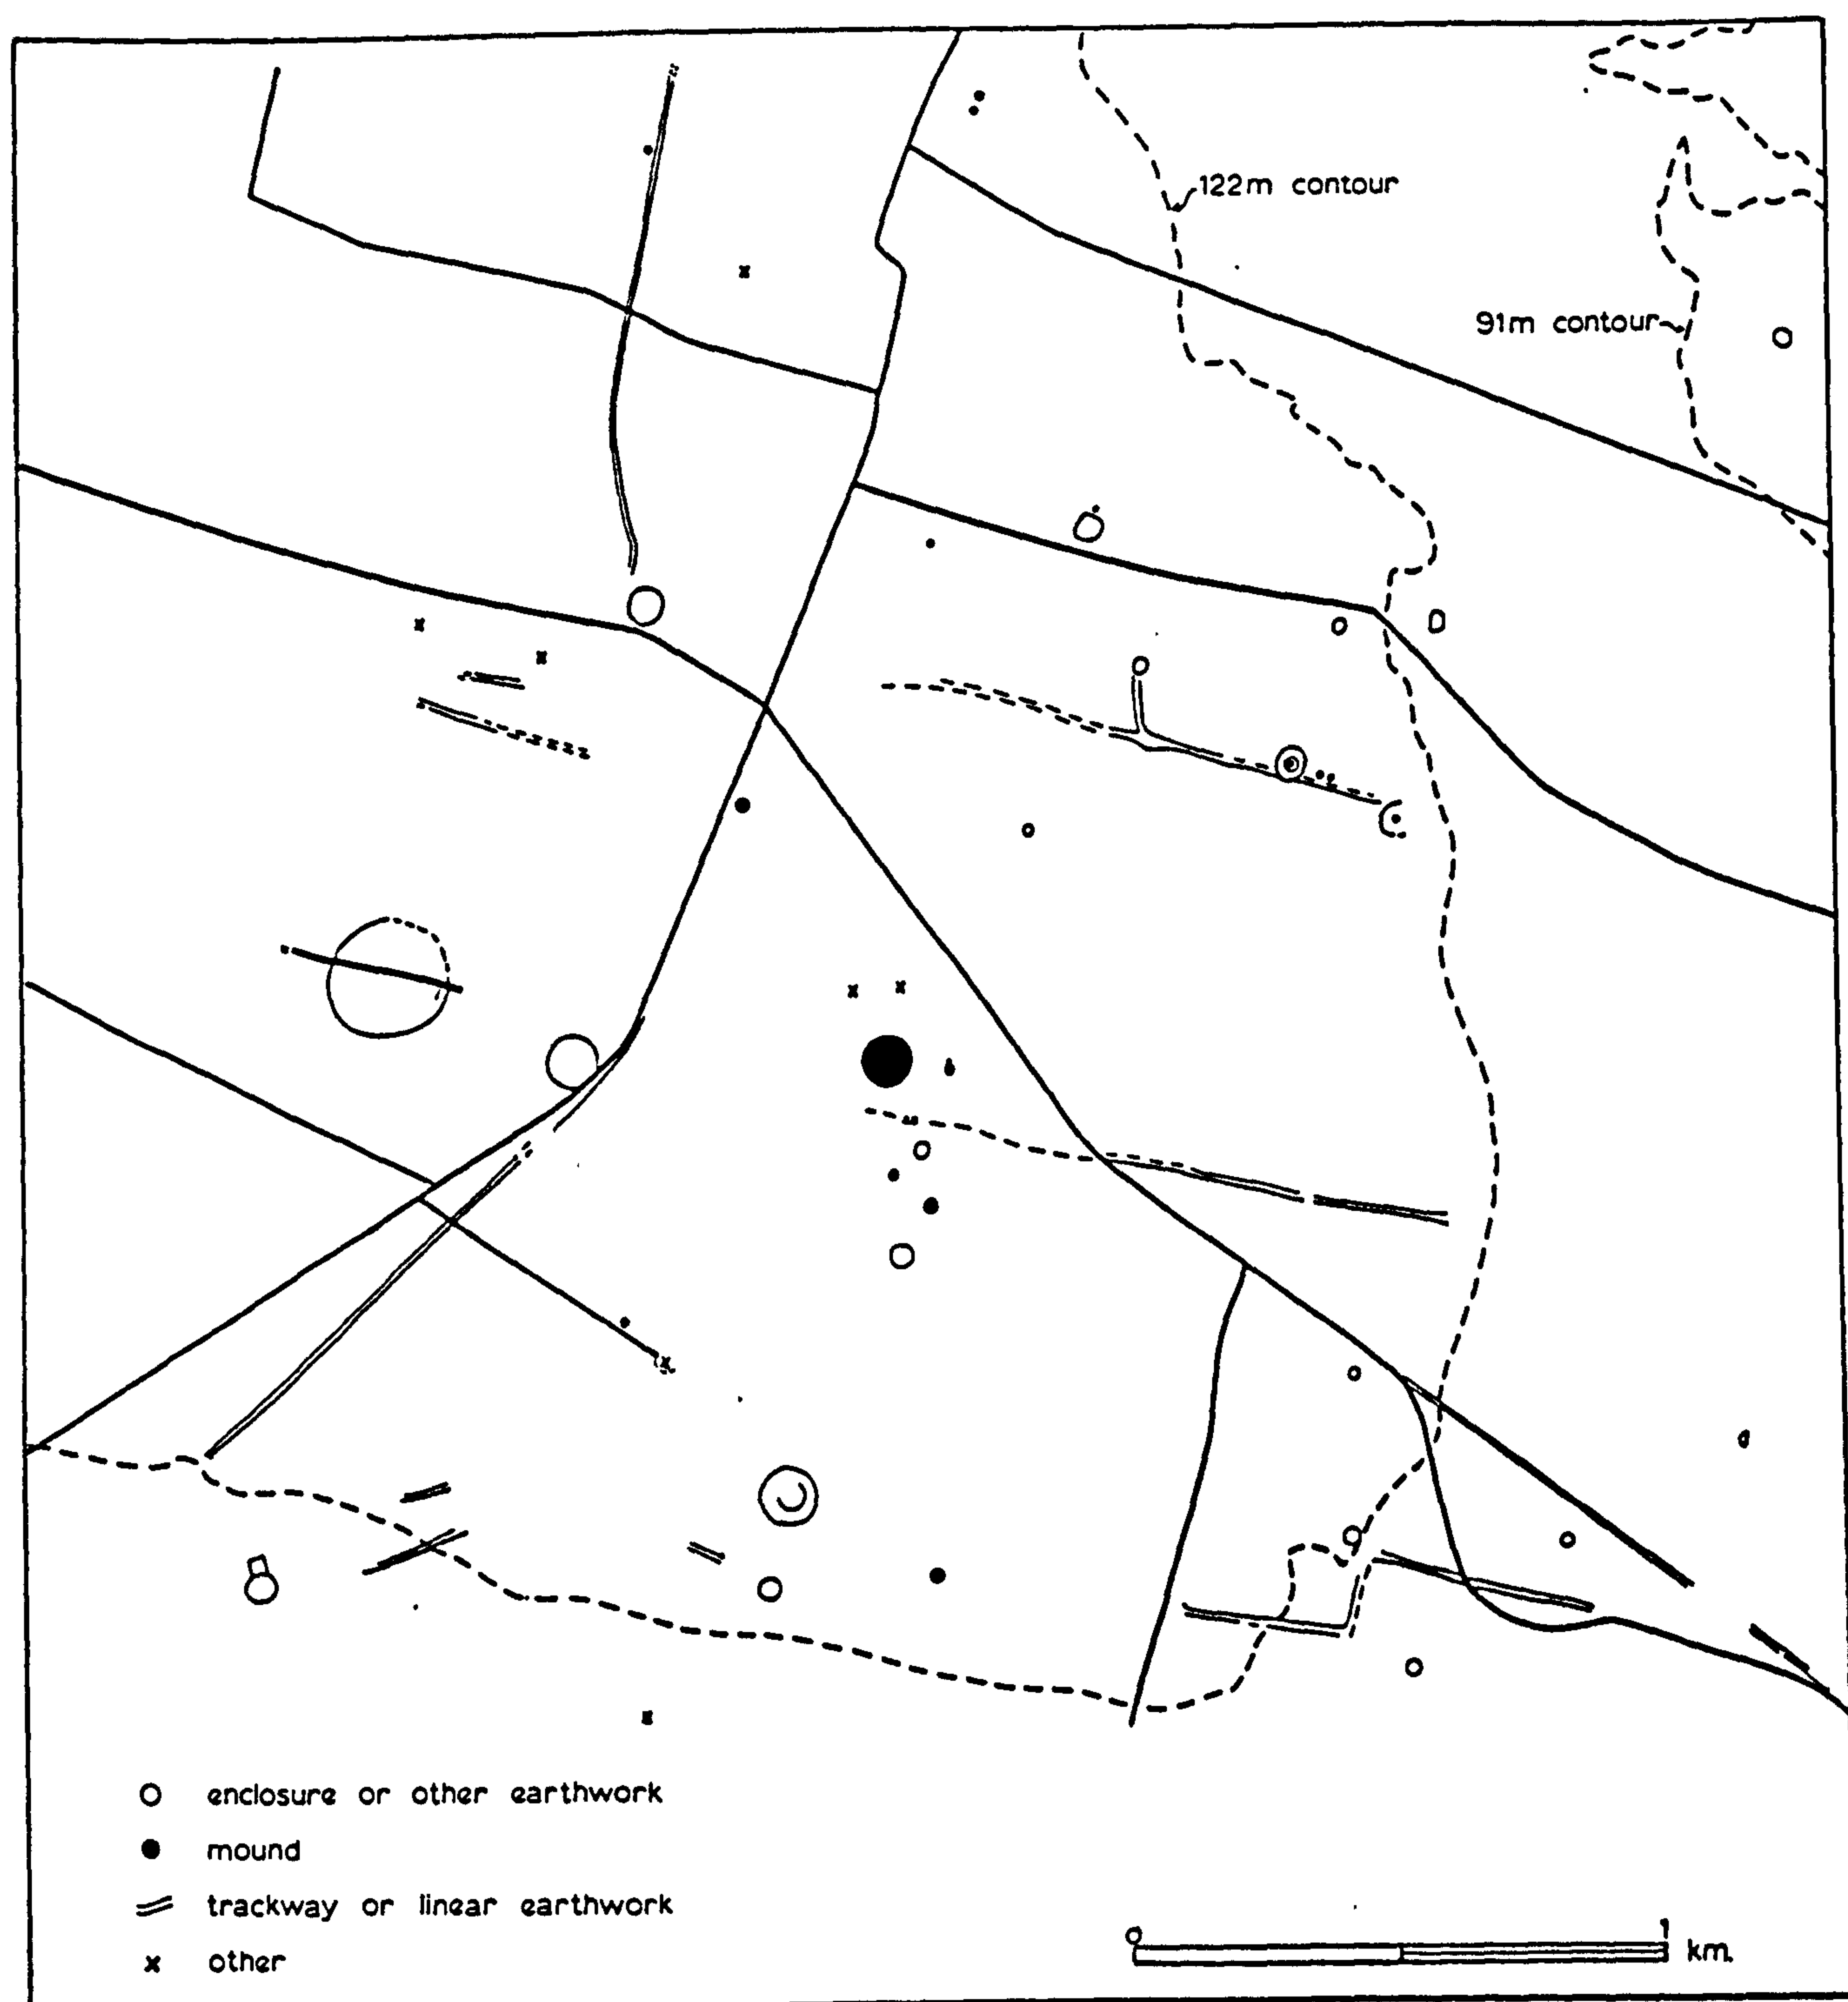 122m contour
91m contour
enclosure or other earthwork
mound
trackway or linear earthwork
x other
0 1 km.